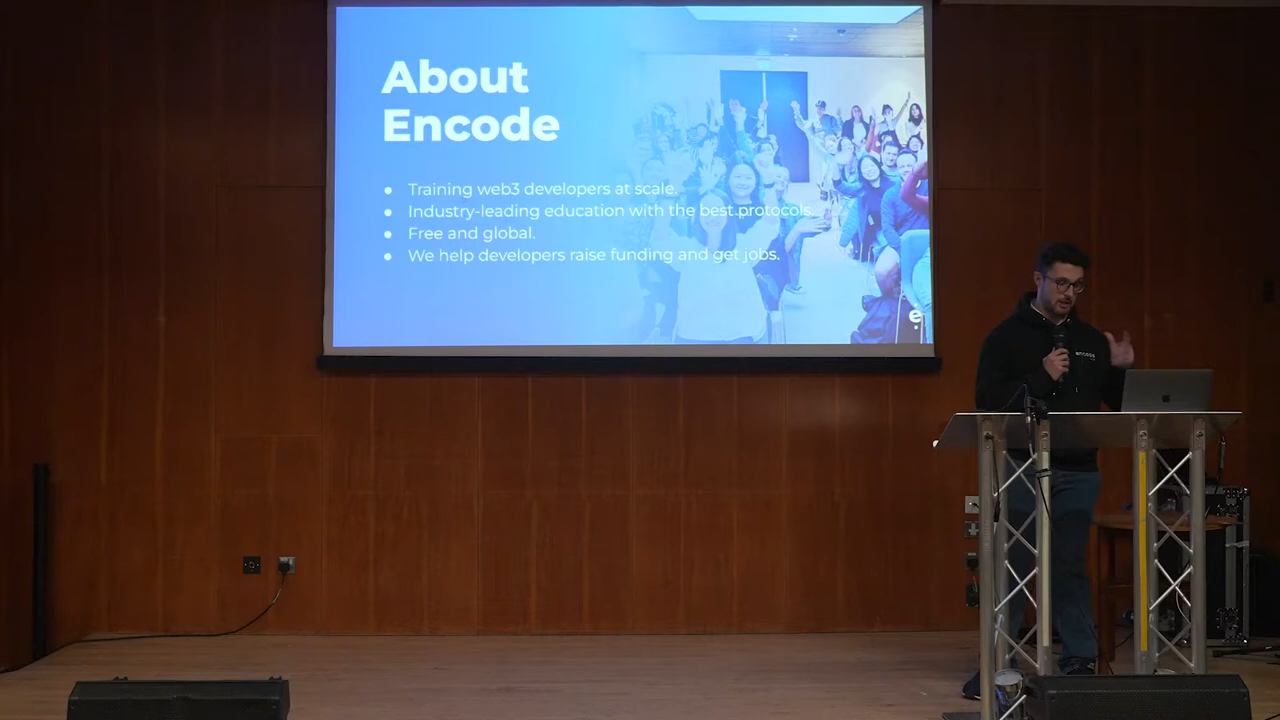 About
Encode
● Training web3 developers at scale.
● Industry-leading education with the best protocols.
● Free and global.
● We help developers raise funding and get jobs.
e.
encode